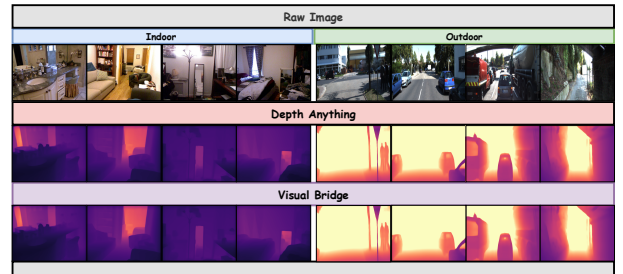 Raw Image
Indoor
Outdoor
Depth Anything
Visual Bridge